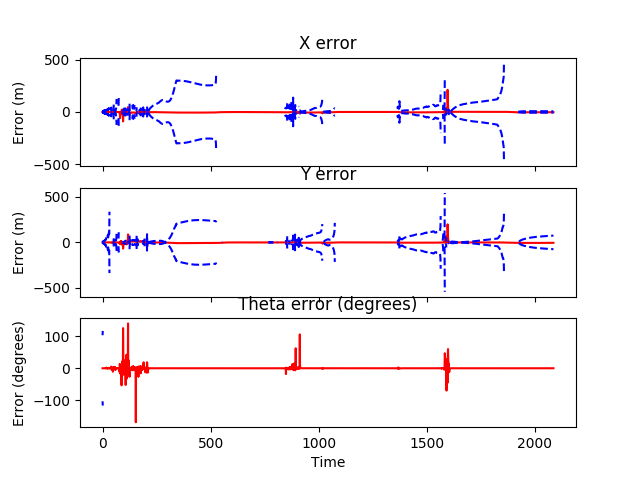 X error
500
0
−500
Error (m)
Y error
500
0
−500
Error (m)
Theta error (degrees)
100
0
−100
Error (degrees)
0 500 1000 1500 2000
Time